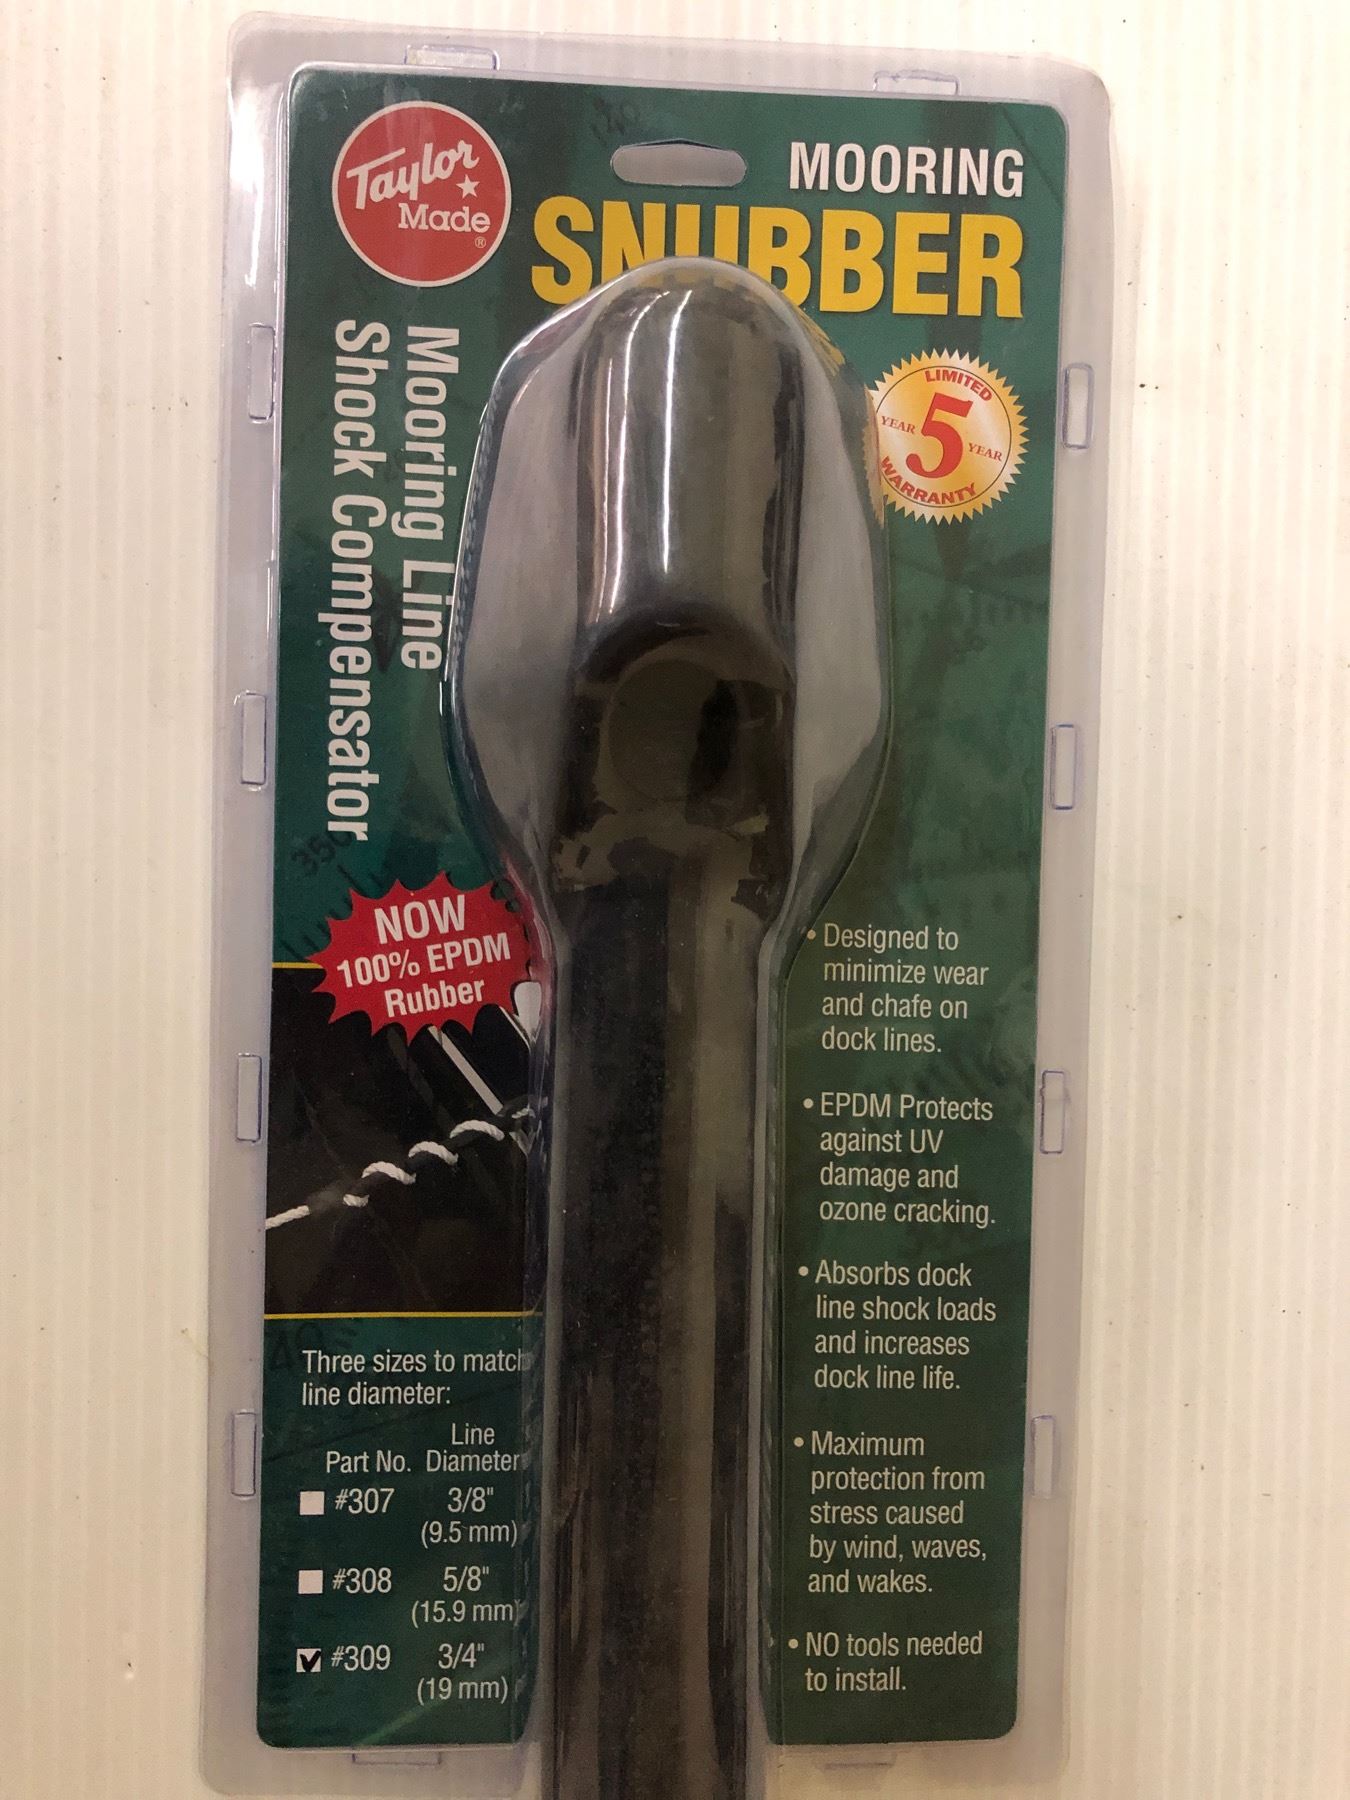 Taylor
Made
®
MOORING
SNUBBER
LIMITED
YEAR 5 YEAR
WARRANTY
Mooring Line
Shock Compensator
NOW
100% EPDM
Rubber
• Designed to
minimize wear
and chafe on
dock lines.
• EPDM Protects
against UV
damage and
ozone cracking.
• Absorbs dock
line shock loads
and increases
dock line life.
• Maximum
protection from
stress caused
by wind, waves,
and wakes.
• NO tools needed
to install.
Three sizes to match
line diameter:
Line
Part No. Diameter
#307 3/8"
(9.5 mm)
#308 5/8"
(15.9 mm)
#309 3/4"
(19 mm)
350
40